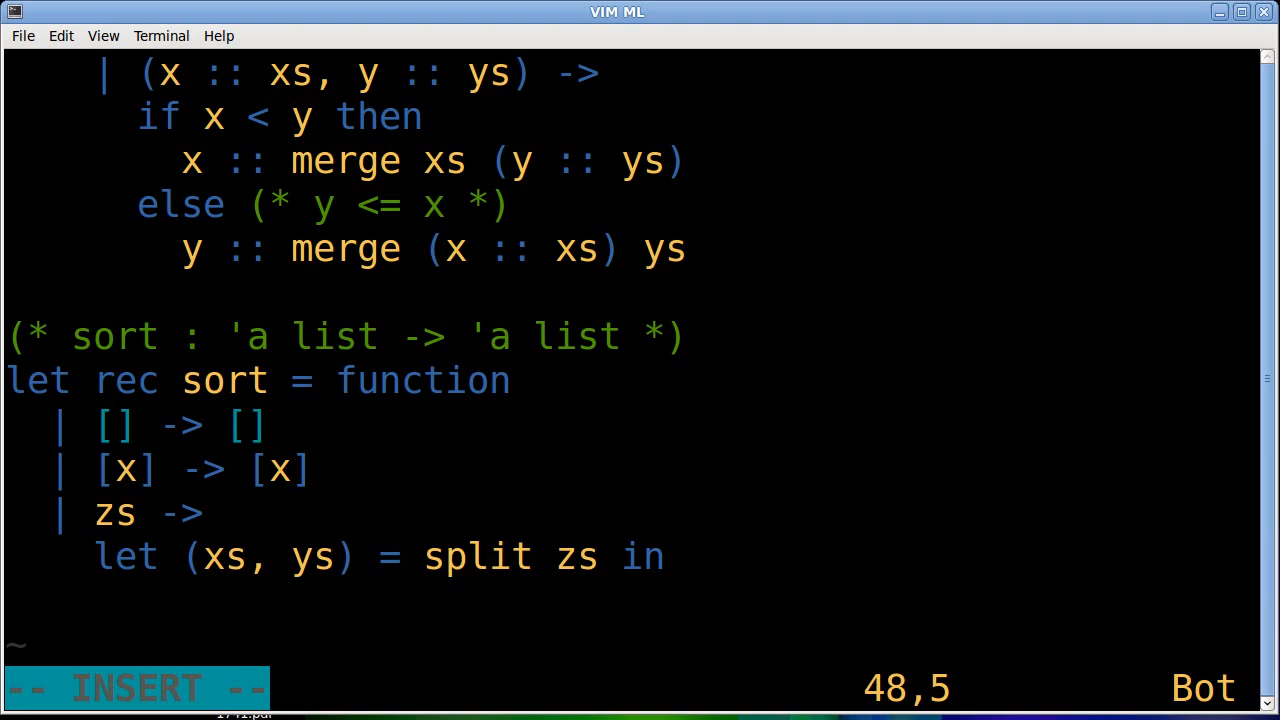 VIM ML
File Edit View Terminal Help
| (x :: xs, y :: ys) ->
if x < y then
x :: merge xs (y :: ys)
else (* y <= x *)
y :: merge (x :: xs) ys
(* sort : 'a list -> 'a list *)
let rec sort = function
| [] -> []
| [x] -> [x]
| zs ->
let (xs, ys) = split zs in
~
-- INSERT -- 48,5 Bot